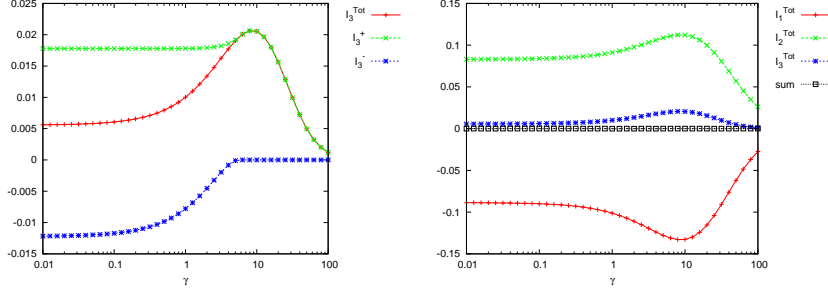 I₃ᵀᵒᵗ
I₃⁺
I₃⁻
0.025
0.02
0.015
0.01
0.005
0
-0.005
-0.01
-0.015
0.01 0.1 1 10 100
γ
I₁ᵀᵒᵗ
I₂ᵀᵒᵗ
I₃ᵀᵒᵗ
sum
0.15
0.1
0.05
0
-0.05
-0.1
-0.15
0.01 0.1 1 10 100
γ